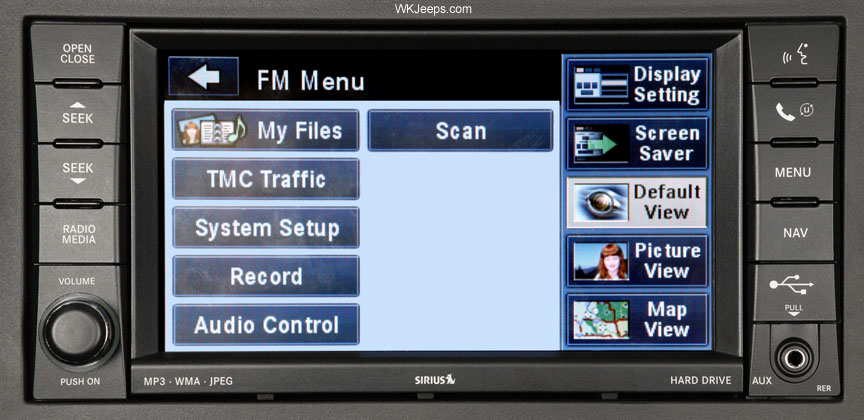 WKJeeps.com
OPEN
CLOSE
SEEK
SEEK
RADIO
MEDIA
VOLUME
PUSH ON
FM Menu
My Files
Scan
TMC Traffic
System Setup
Record
Audio Control
Display
Setting
Screen
Saver
Default
View
Picture
View
Map
View
MENU
NAV
PULL
AUX
RER
MP3 · WMA · JPEG
SIRIUS
HARD DRIVE